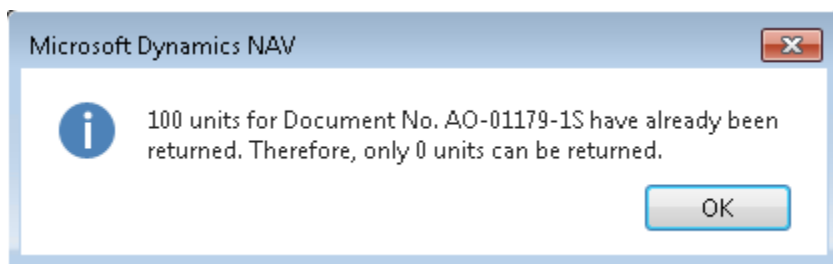 Microsoft Dynamics NAV
100 units for Document No. AO-01179-1S have already been
returned. Therefore, only 0 units can be returned.
OK